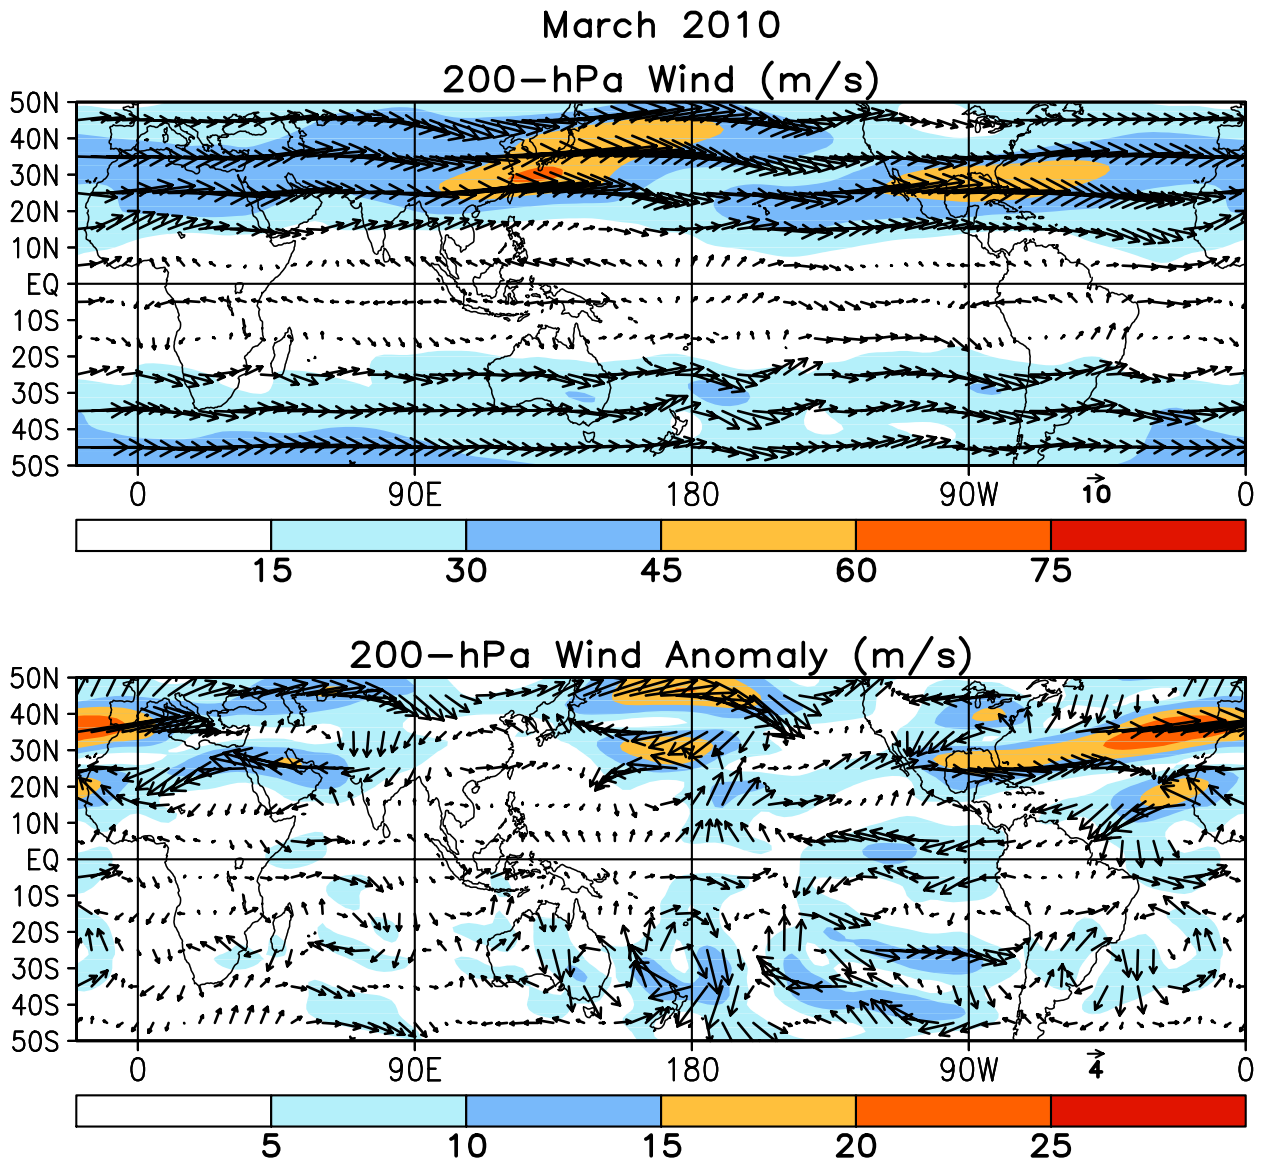 March 2010
200-hPa Wind (m/s)
50N
40N
30N
20N
10N
EQ
10S
20S
30S
40S
50S
0 90E 180 90W 10 0
15 30 45 60 75
200-hPa Wind Anomaly (m/s)
50N
40N
30N
20N
10N
EQ
10S
20S
30S
40S
50S
0 90E 180 90W 4 0
5 10 15 20 25